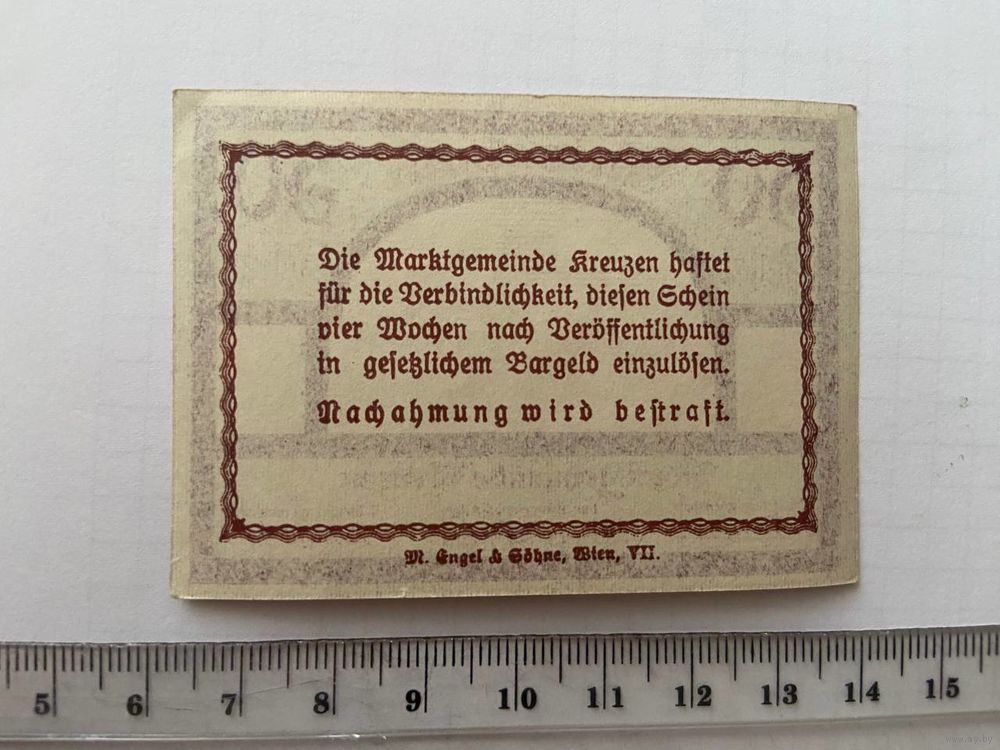 Die Marktgemeinde Kreuzen haftet
für die Verbindlichkeit, diesen Schein
vier Wochen nach Veröffentlichung
in gesetzlichem Bargeld einzulösen.
Nachahmung wird bestraft.
M. Engel & Söhne, Wien, VII.
5 6 7 8 9 10 11 12 13 14 15